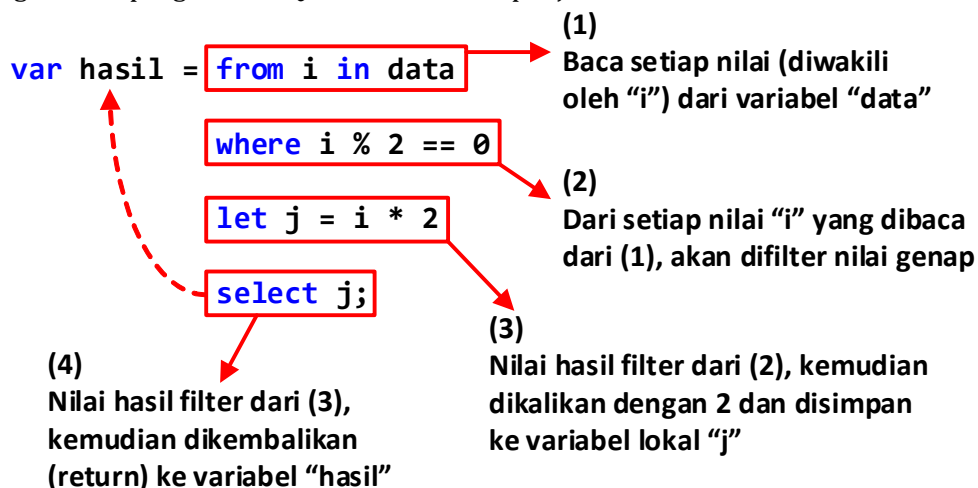 (1)
var hasil = from i in data
Baca setiap nilai (diwakili
oleh “i”) dari variabel “data”
where i % 2 == 0
(2)
Dari setiap nilai “i” yang dibaca
dari (1), akan difilter nilai genap
let j = i * 2
select j;
(3)
Nilai hasil filter dari (2), kemudian
dikalikan dengan 2 dan disimpan
ke variabel lokal “j”
(4)
Nilai hasil filter dari (3),
kemudian dikembalikan
(return) ke variabel “hasil”